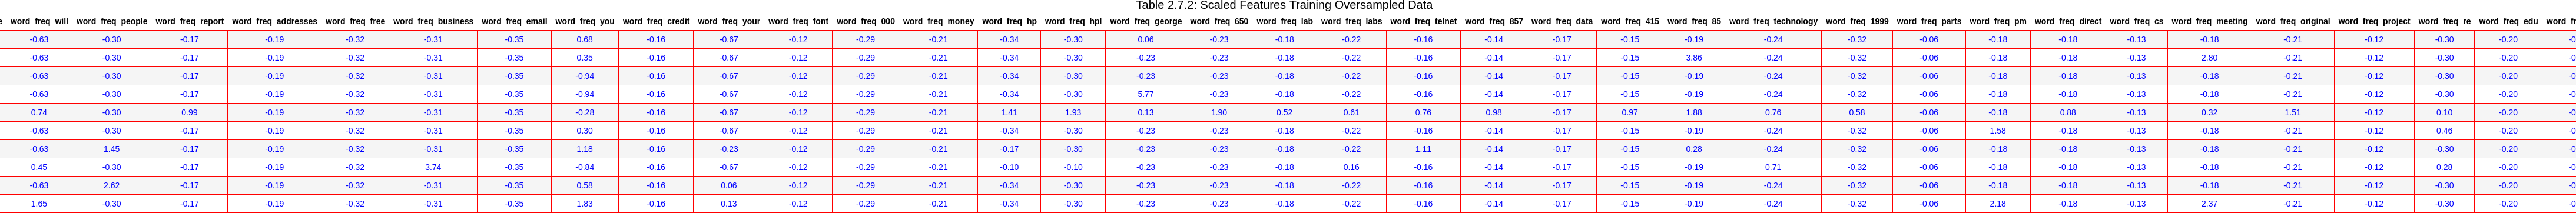 Table 2.7.2: Scaled Features Training Oversampled Data
word_freq_will word_freq_people word_freq_report word_freq_addresses word_freq_free word_freq_business word_freq_email word_freq_you word_freq_credit word_freq_your word_freq_font word_freq_000 word_freq_money word_freq_hp word_freq_hpl word_freq_george word_freq_650 word_freq_lab word_freq_labs word_freq_telnet word_freq_857 word_freq_data word_freq_415 word_freq_85 word_freq_technology word_freq_1999 word_freq_parts word_freq_pm word_freq_direct word_freq_cs word_freq_meeting word_freq_original word_freq_project word_freq_re word_freq_edu
-0.63 -0.30 -0.17 -0.19 -0.32 -0.31 -0.35 0.68 -0.16 -0.67 -0.12 -0.29 -0.21 -0.34 -0.30 0.06 -0.23 -0.18 -0.22 -0.16 -0.14 -0.17 -0.15 -0.19 -0.24 -0.32 -0.06 -0.18 -0.18 -0.13 -0.18 -0.21 -0.12 -0.30 -0.20
-0.63 -0.30 -0.17 -0.19 -0.32 -0.31 -0.35 0.35 -0.16 -0.67 -0.12 -0.29 -0.21 -0.34 -0.30 -0.23 -0.23 -0.18 -0.22 -0.16 -0.14 -0.17 -0.15 3.86 -0.24 -0.32 -0.06 -0.18 -0.18 -0.13 2.80 -0.21 -0.12 -0.30 -0.20
-0.63 -0.30 -0.17 -0.19 -0.32 -0.31 -0.35 -0.94 -0.16 -0.67 -0.12 -0.29 -0.21 -0.34 -0.30 -0.23 -0.23 -0.18 -0.22 -0.16 -0.14 -0.17 -0.15 -0.19 -0.24 -0.32 -0.06 -0.18 -0.18 -0.13 -0.18 -0.21 -0.12 -0.30 -0.20
-0.63 -0.30 -0.17 -0.19 -0.32 -0.31 -0.35 -0.94 -0.16 -0.67 -0.12 -0.29 -0.21 -0.34 -0.30 5.77 -0.23 -0.18 -0.22 -0.16 -0.14 -0.17 -0.15 -0.19 -0.24 -0.32 -0.06 -0.18 -0.18 -0.13 -0.18 -0.21 -0.12 -0.30 -0.20
0.74 -0.30 0.99 -0.19 -0.32 -0.31 -0.35 -0.28 -0.16 -0.67 -0.12 -0.29 -0.21 1.41 1.93 0.13 1.90 0.52 0.61 0.76 0.98 -0.17 0.97 1.88 0.76 0.58 -0.06 -0.18 0.88 -0.13 0.32 1.51 -0.12 0.10 -0.20
-0.63 -0.30 -0.17 -0.19 -0.32 -0.31 -0.35 0.30 -0.16 -0.67 -0.12 -0.29 -0.21 -0.34 -0.30 -0.23 -0.23 -0.18 -0.22 -0.16 -0.14 -0.17 -0.15 -0.19 -0.24 -0.32 -0.06 1.58 -0.18 -0.13 -0.18 -0.21 -0.12 0.46 -0.20
-0.63 1.45 -0.17 -0.19 -0.32 -0.31 -0.35 1.18 -0.16 -0.23 -0.12 -0.29 -0.21 -0.17 -0.30 -0.23 -0.23 -0.18 -0.22 1.11 -0.14 -0.17 -0.15 0.28 -0.24 -0.32 -0.06 -0.18 -0.18 -0.13 -0.18 -0.21 -0.12 -0.30 -0.20
0.45 -0.30 -0.17 -0.19 -0.32 3.74 -0.35 -0.84 -0.16 -0.67 -0.12 -0.29 -0.21 -0.10 -0.10 -0.23 -0.23 -0.18 0.16 -0.16 -0.14 -0.17 -0.15 -0.19 0.71 -0.32 -0.06 -0.18 -0.18 -0.13 -0.18 -0.21 -0.12 0.28 -0.20
-0.63 2.62 -0.17 -0.19 -0.32 -0.31 -0.35 0.58 -0.16 0.06 -0.12 -0.29 -0.21 -0.34 -0.30 -0.23 -0.23 -0.18 -0.22 -0.16 -0.14 -0.17 -0.15 -0.19 -0.24 -0.32 -0.06 -0.18 -0.18 -0.13 -0.18 -0.21 -0.12 -0.30 -0.20
1.65 -0.30 -0.17 -0.19 -0.32 -0.31 -0.35 1.83 -0.16 0.13 -0.12 -0.29 -0.21 -0.34 -0.30 -0.23 -0.23 -0.18 -0.22 -0.16 -0.14 -0.17 -0.15 -0.19 -0.24 -0.32 -0.06 2.18 -0.18 -0.13 2.37 -0.21 -0.12 -0.30 -0.20